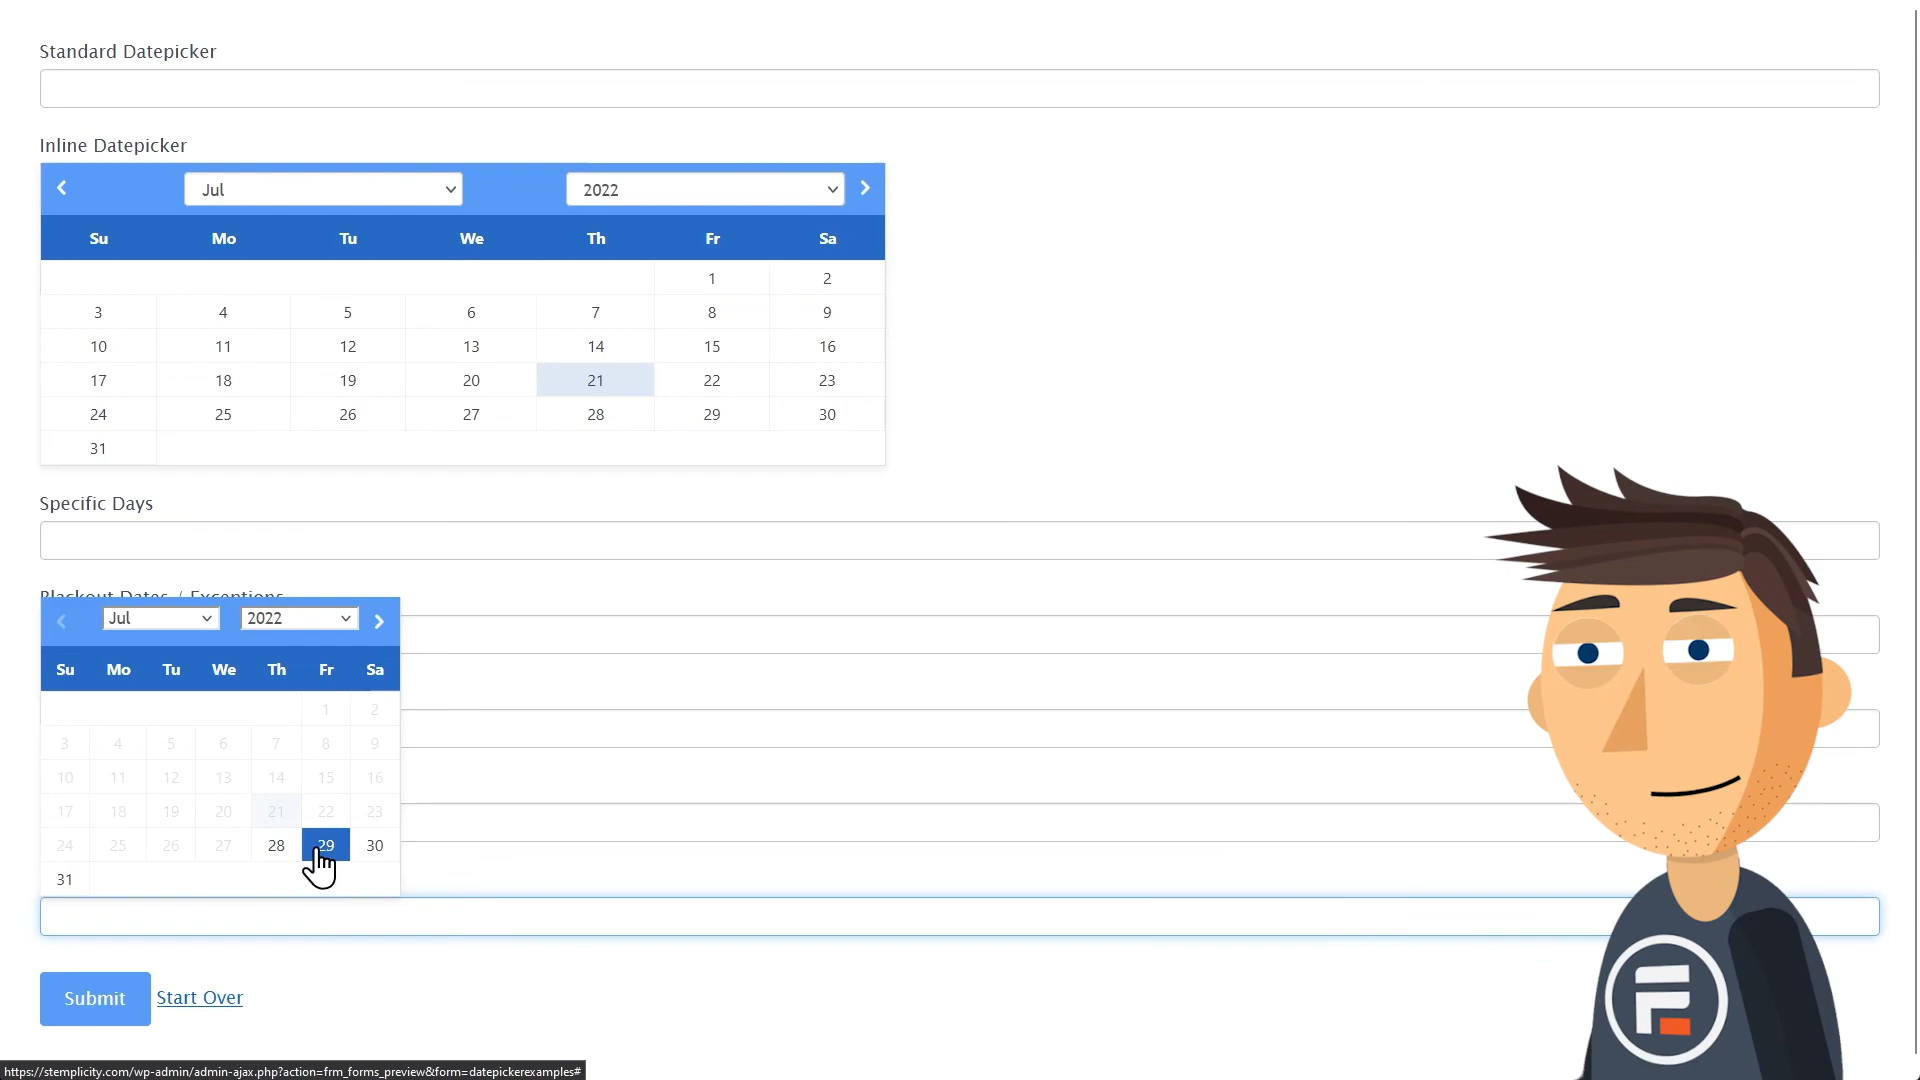 Standard Datepicker
Inline Datepicker
Jul 2022
Su Mo Tu We Th Fr Sa
1 2
3 4 5 6 7 8 9
10 11 12 13 14 15 16
17 18 19 20 21 22 23
24 25 26 27 28 29 30
31
Specific Days
Blackout Dates / Exceptions
Jul 2022
Su Mo Tu We Th Fr Sa
1 2
3 4 5 6 7 8 9
10 11 12 13 14 15 16
17 18 19 20 21 22 23
24 25 26 27 28 29 30
31
Submit Start Over
https://stemplicity.com/wp-admin/admin-ajax.php?action=frm_forms_preview&form=datepickerexamples#